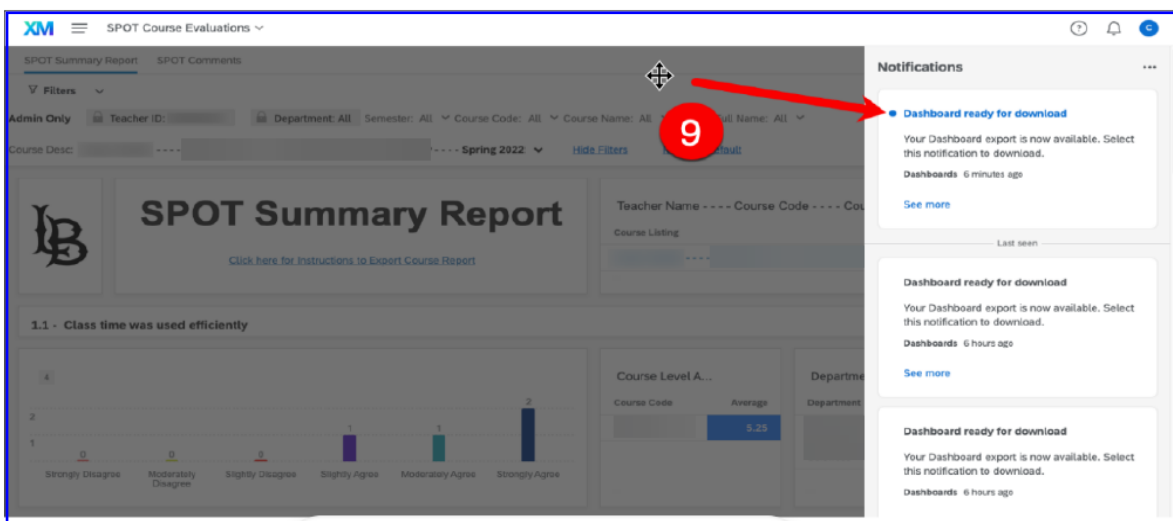 XM SPOT Course Evaluations
SPOT Summary Report SPOT Comments
Filters
Admin Only Teacher ID: Department: All Semester: All Course Code: All Course Name: All Full Name: All
Course Desc: - - - - - - - - Spring 2022 Hide Filters
9
LB
SPOT Summary Report
Click here for Instructions to Export Course Report
Teacher Name - - - - Course Code - - - - Cou
Course Listing
- - - -
1.1 - Class time was used efficiently
4
2
1
0
0
0
1
1
2
Strongly Disagree
Moderately
Disagree
Slightly Disagree
Slightly Agree
Moderately Agree
Strongly Agree
Course Level A...
Course Code Average
5.25
Departme
Department
Notifications
Dashboard ready for download
Your Dashboard export is now available. Select
this notification to download.
Dashboards 6 minutes ago
See more
Last seen
Dashboard ready for download
Your Dashboard export is now available. Select
this notification to download.
Dashboards 6 hours ago
See more
Dashboard ready for download
Your Dashboard export is now available. Select
this notification to download.
Dashboards 6 hours ago